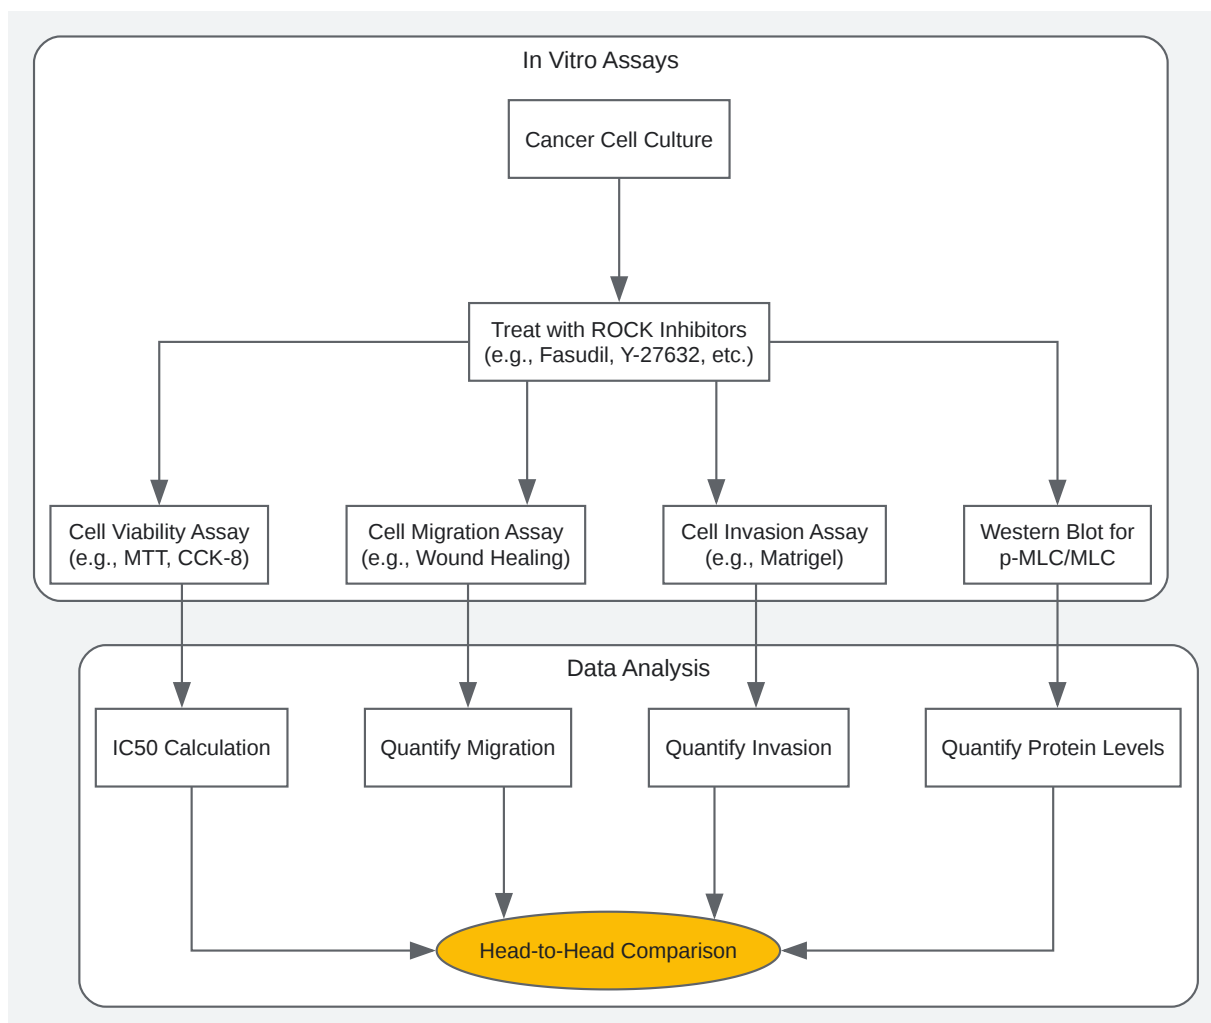 In Vitro Assays
Cancer Cell Culture
Treat with ROCK Inhibitors
(e.g., Fasudil, Y-27632, etc.)
Cell Viability Assay
(e.g., MTT, CCK-8)
Cell Migration Assay
(e.g., Wound Healing)
Cell Invasion Assay
(e.g., Matrigel)
Western Blot for
p-MLC/MLC
Data Analysis
IC50 Calculation
Quantify Migration
Quantify Invasion
Quantify Protein Levels
Head-to-Head Comparison